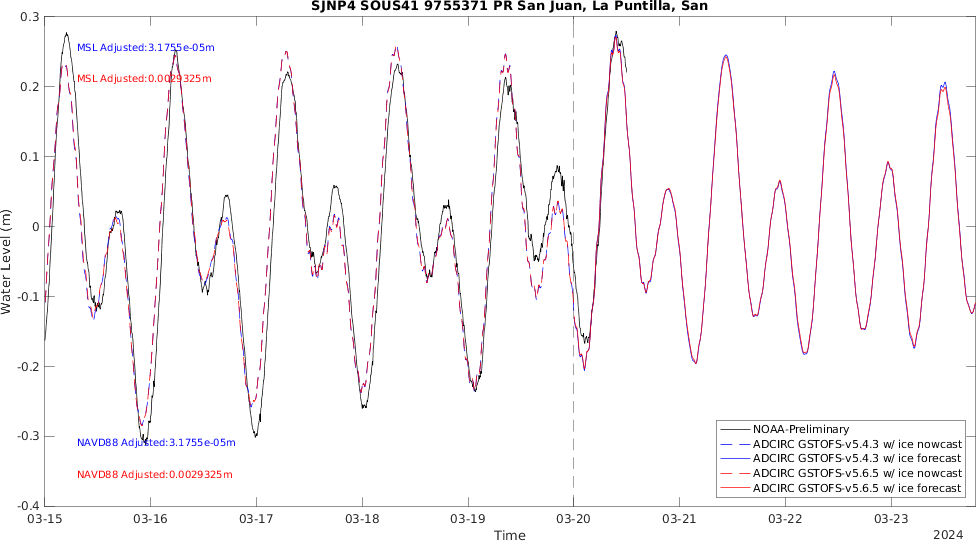 SJNP4 SOUS41 9755371 PR San Juan, La Puntilla, San
0.3
0.2
0.1
0
-0.1
-0.2
-0.3
-0.4
Water Level (m)
MSL Adjusted:3.1755e-05m
MSL Adjusted:0.0029325m
NAVD88 Adjusted:3.1755e-05m
NAVD88 Adjusted:0.0029325m
NOAA-Preliminary
ADCIRC GSTOFS-v5.4.3 w/ ice nowcast
ADCIRC GSTOFS-v5.4.3 w/ ice forecast
ADCIRC GSTOFS-v5.6.5 w/ ice nowcast
ADCIRC GSTOFS-v5.6.5 w/ ice forecast
03-15 03-16 03-17 03-18 03-19 03-20 03-21 03-22 03-23
Time
2024